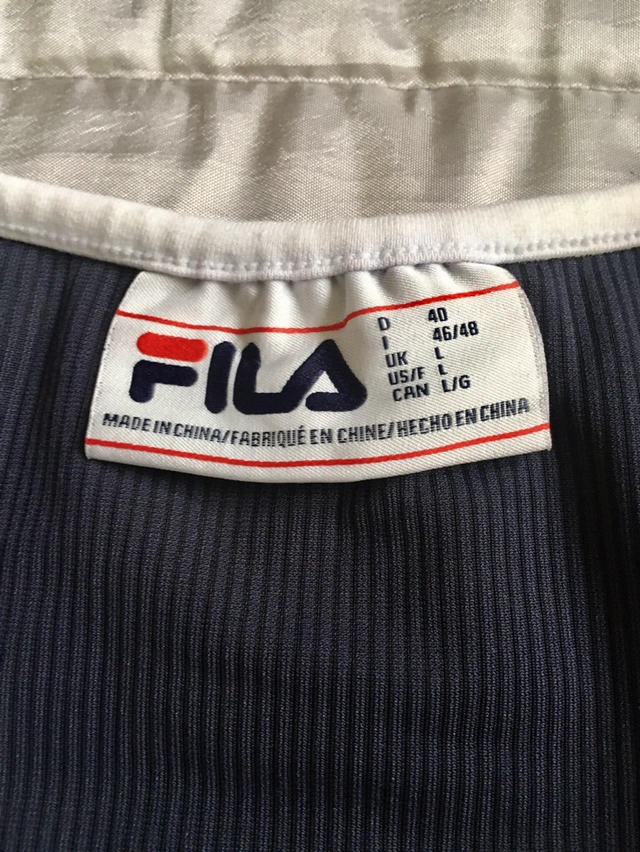 FILA
D 40
I 46/48
UK L
US/F L
CAN L/G
MADE IN CHINA/FABRIQUÉ EN CHINE/HECHO EN CHINA